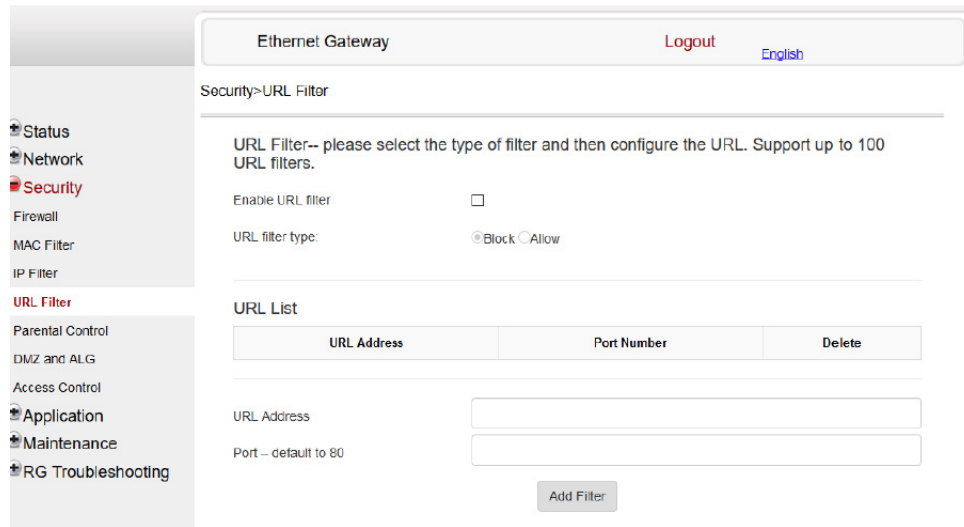 Ethernet Gateway
Logout
English
Security>URL Filter
Status
Network
Security
Firewall
MAC Filter
IP Filter
URL Filter
Parental Control
DMZ and ALG
Access Control
Application
Maintenance
RG Troubleshooting
URL Filter-- please select the type of filter and then configure the URL. Support up to 100
URL filters.
Enable URL filter
URL filter type: Block Allow
URL List
URL Address Port Number Delete
URL Address
Port – default to 80
Add Filter